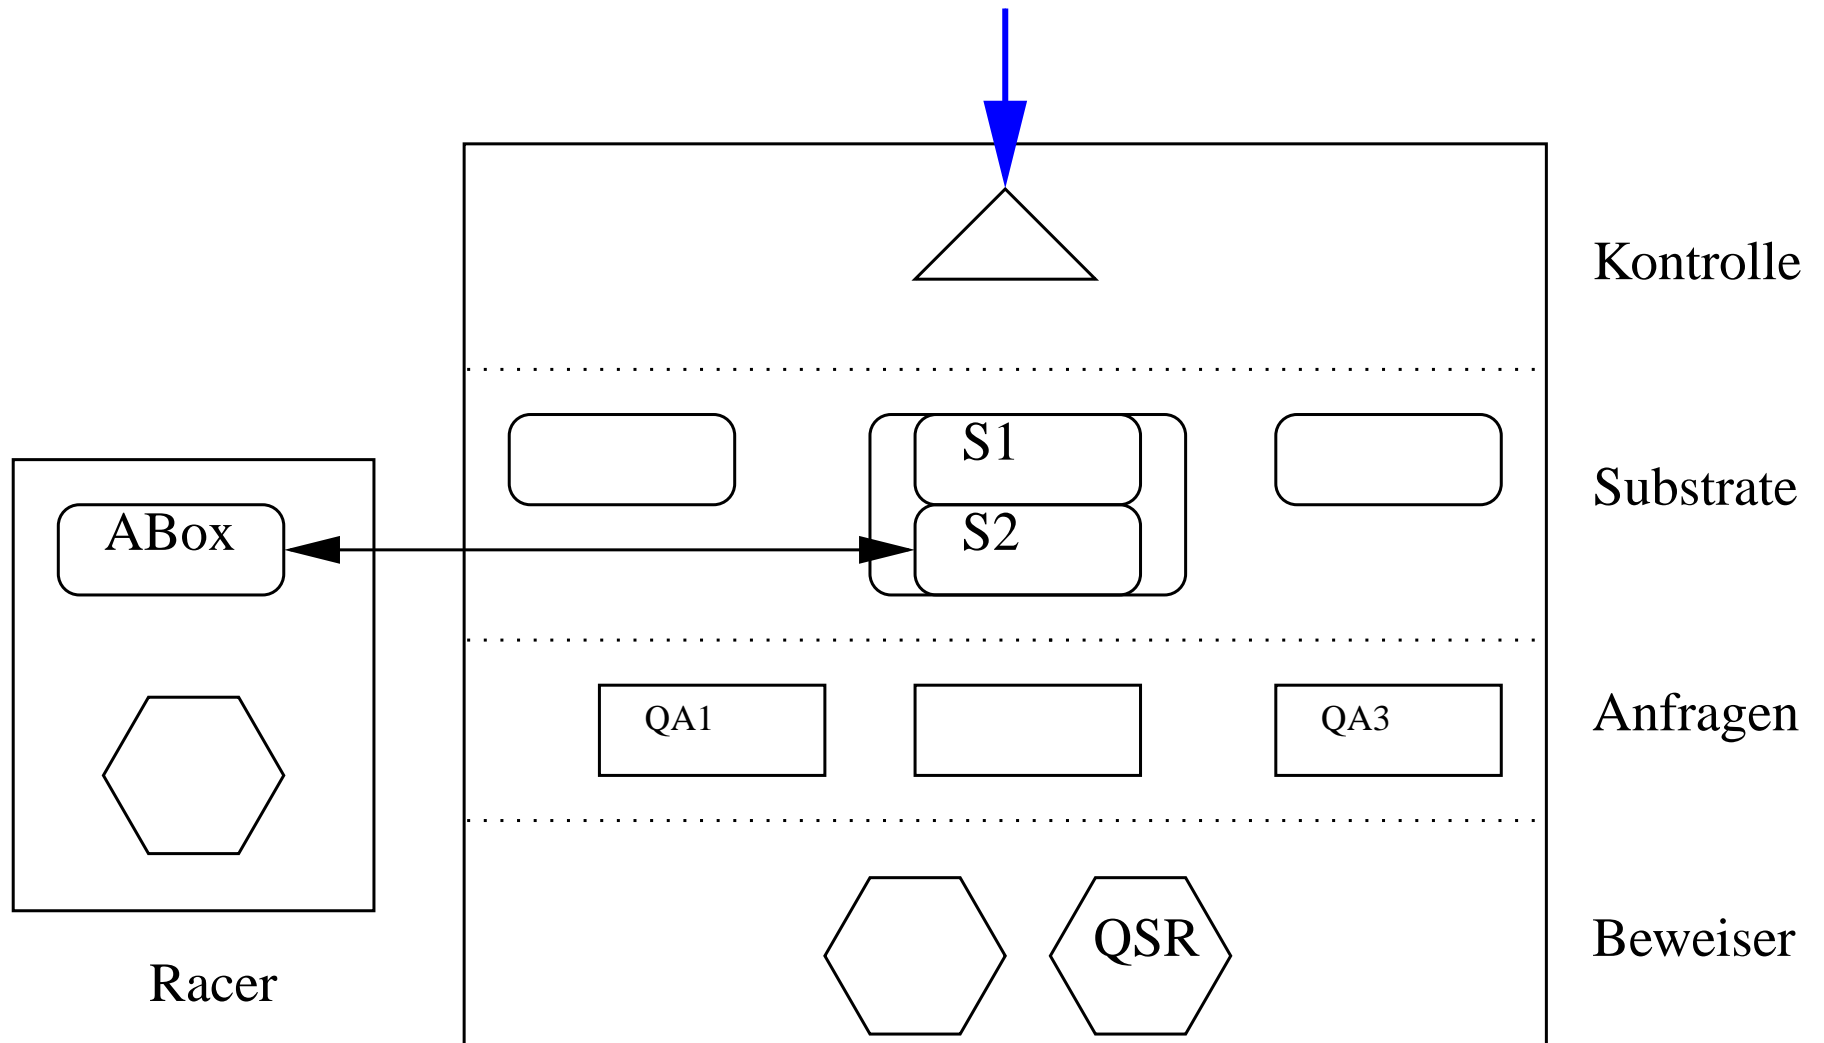 Kontrolle
S1
Substrate
ABox
S2
QA1
QA3
Anfragen
QSR
Beweiser
Racer